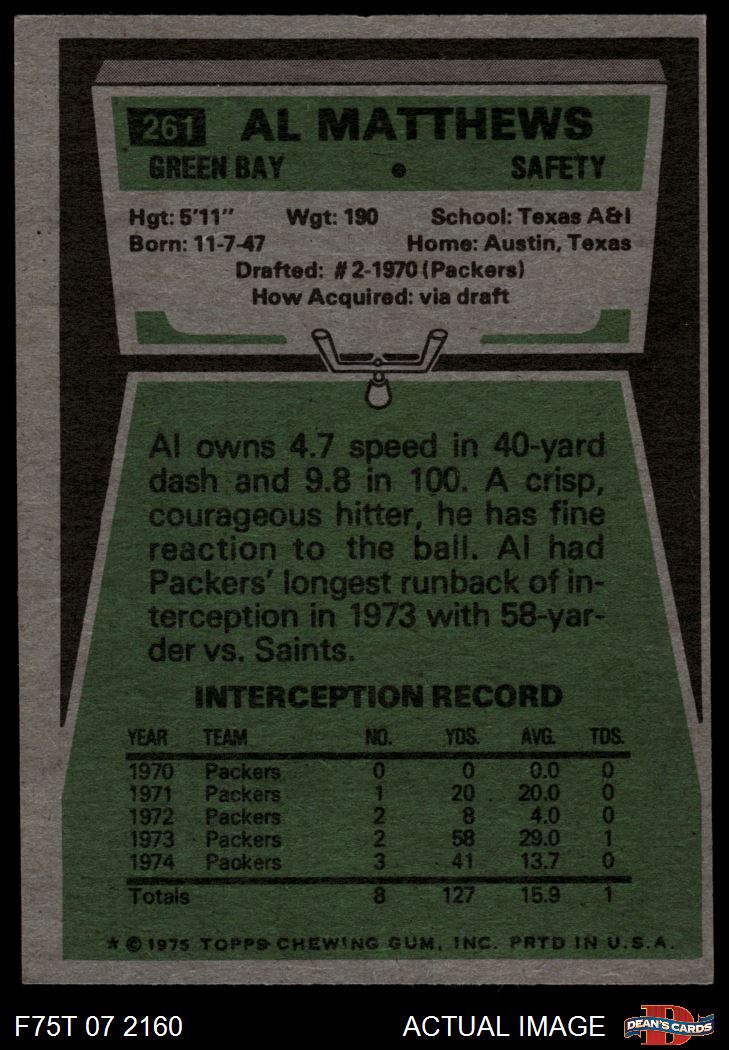 261 AL MATTHEWS
GREEN BAY • SAFETY
Hgt: 5'11" Wgt: 190 School: Texas A&I
Born: 11-7-47 Home: Austin, Texas
Drafted: #2-1970 (Packers)
How Acquired: via draft
Al owns 4.7 speed in 40-yard
dash and 9.8 in 100. A crisp,
courageous hitter, he has fine
reaction to the ball. Al had
Packers' longest runback of in-
terception in 1973 with 58-yar-
der vs. Saints.
INTERCEPTION RECORD
YEAR TEAM NO. YDS. AVG. TDS.
1970 Packers 0 0 0.0 0
1971 Packers 1 20 20.0 0
1972 Packers 2 8 4.0 0
1973 Packers 2 58 29.0 1
1974 Packers 3 41 13.7 0
Totals 8 127 15.9 1
* © 1975 TOPPS CHEWING GUM, INC. PRTD IN U.S.A.
F75T 07 2160 ACTUAL IMAGE DEAN'S CARDS